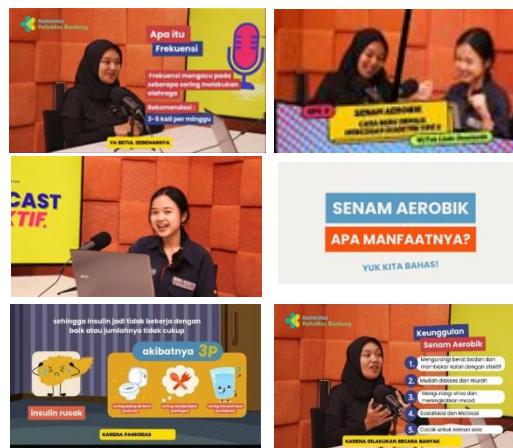 Kemenkes
Poltekkes Bandung
Apa itu
Frekuensi
Frekuensi mengacu pada
seberapa sering melakukan
olahraga
Rekomendasi :
3-5 kali per minggu
YA BETUL SEBENARNYA
SENAM AEROBIK
CARA BARU REMAJA
CAST
KTIF.
SENAM AEROBIK
APA MANFAATNYA?
YUK KITA BAHAS!
sehingga insulin jadi tidak bekerja dengan
baik atau jumlahnya tidak cukup
akibatnya 3P
insulin rusak
KARENA PANKREAS
Kemenkes
Poltekkes Bandung
Keunggulan
Senam Aerobik
1. Mengurangi berat badan dan
membakar kalori dengan efektif
2. Mudah diakses dan murah
3. Mengurangi stres dan
meningkatkan mood
4. Sosialisasi dan Motivasi
5. Cocok untuk semua usia
KARENA DILAKUKAN SECARA BANYAK